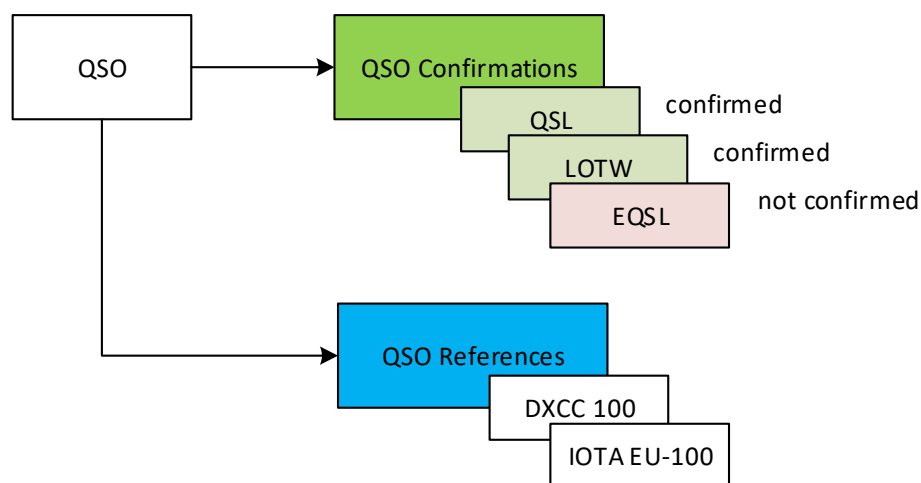 QSO
QSO Confirmations
QSL
confirmed
LOTW
confirmed
EQSL
not confirmed
QSO References
DXCC 100
IOTA EU-100